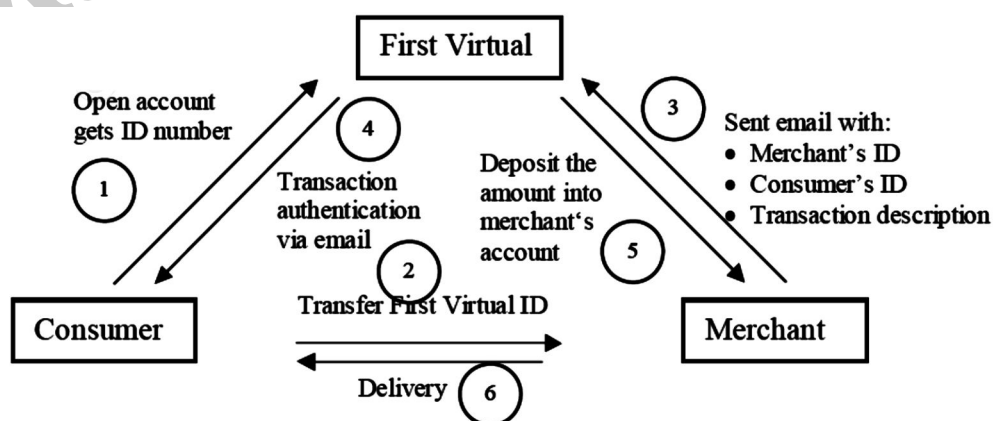 First Virtual
Open account
gets ID number
1
4
Transaction
authentication
via email
3
Sent email with:
• Merchant's ID
• Consumer's ID
• Transaction description
Deposit the
amount into
merchant‘s
account
5
2
Transfer First Virtual ID
Consumer
Merchant
Delivery
6